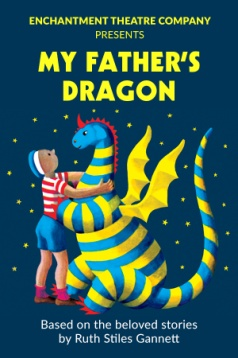 ENCHANTMENT THEATRE COMPANY
PRESENTS
MY FATHER'S
DRAGON
Based on the beloved stories
by Ruth Stiles Gannett